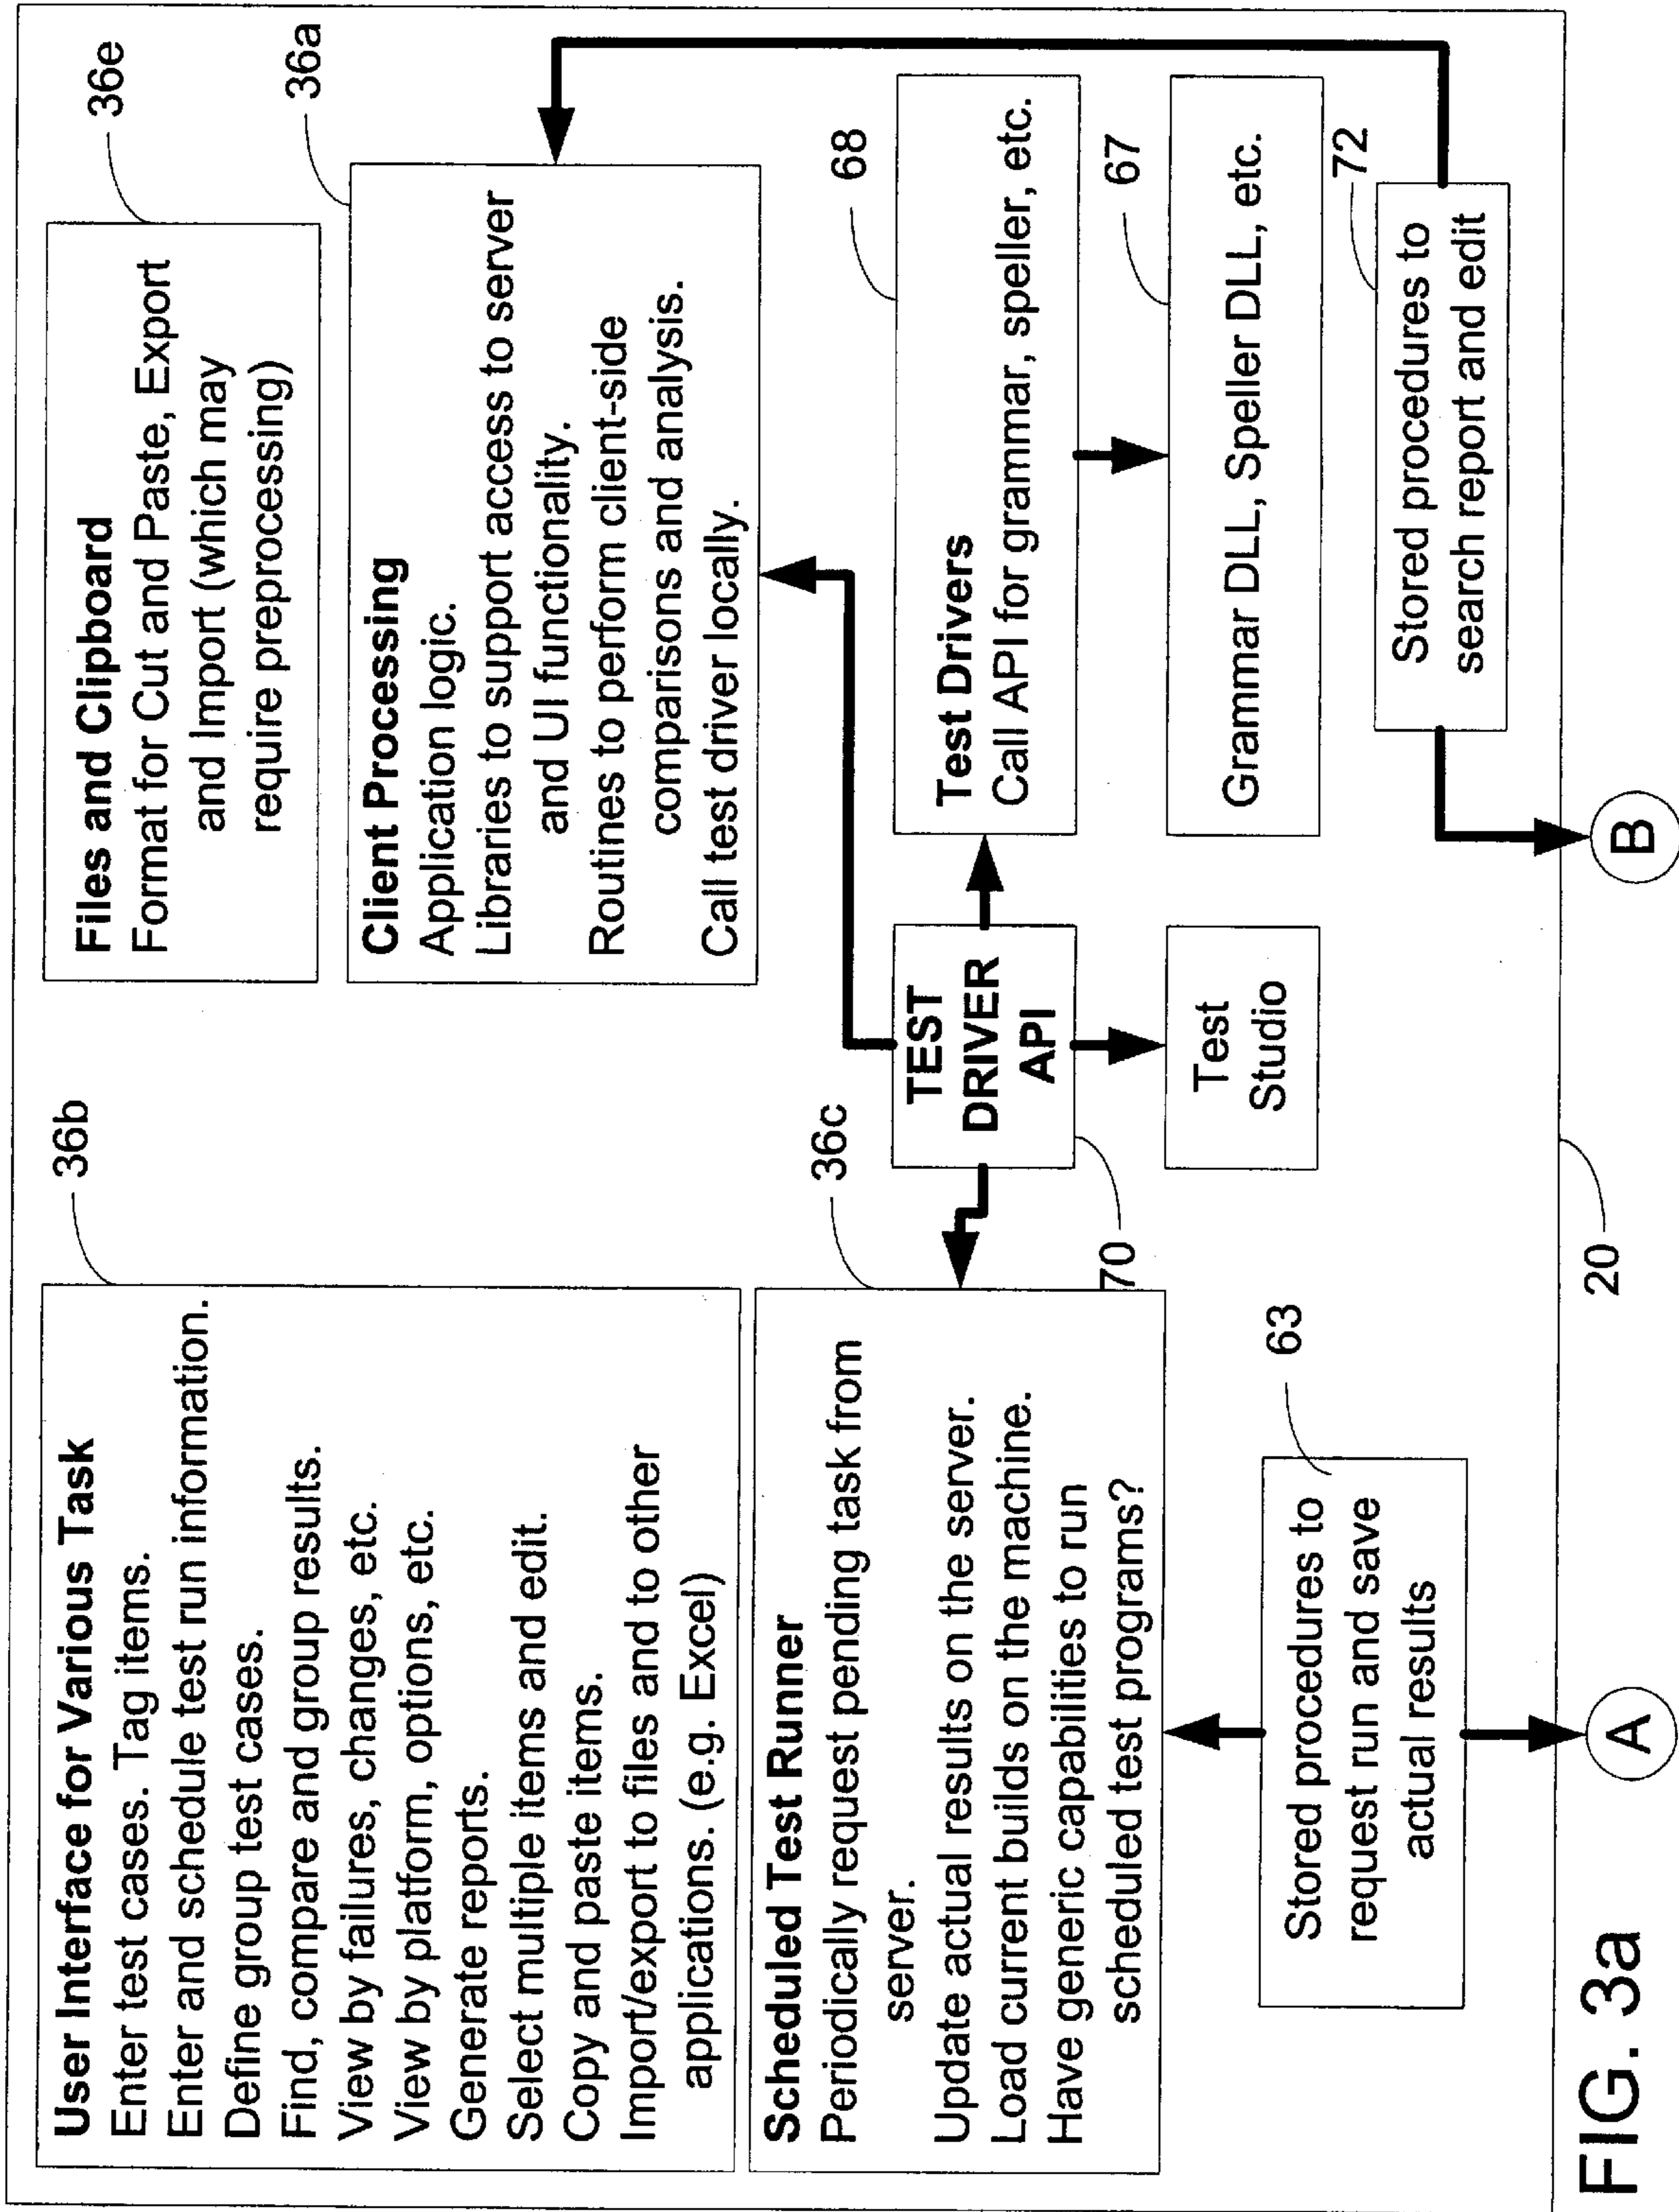 User Interface for Various Task
Enter test cases. Tag items.
Enter and schedule test run information.
Define group test cases.
Find, compare and group results.
View by failures, changes, etc.
View by platform, options, etc.
Generate reports.
Select multiple items and edit.
Copy and paste items.
Import/export to files and to other
applications. (e.g. Excel)
36b
Files and Clipboard
Format for Cut and Paste, Export
and Import (which may
require preprocessing)
36e
Client Processing
Application logic.
Libraries to support access to server
and UI functionality.
Routines to perform client-side
comparisons and analysis.
Call test driver locally.
36a
Scheduled Test Runner
Periodically request pending task from
server.
Update actual results on the server.
Load current builds on the machine.
Have generic capabilities to run
scheduled test programs?
36c
TEST
DRIVER
API
70
Test Drivers
Call API for grammar, speller, etc.
68
Test
Studio
Grammar DLL, Speller DLL, etc.
67
Stored procedures to
request run and save
actual results
63
Stored procedures to
search report and edit
72
20
A
B
FIG. 3a